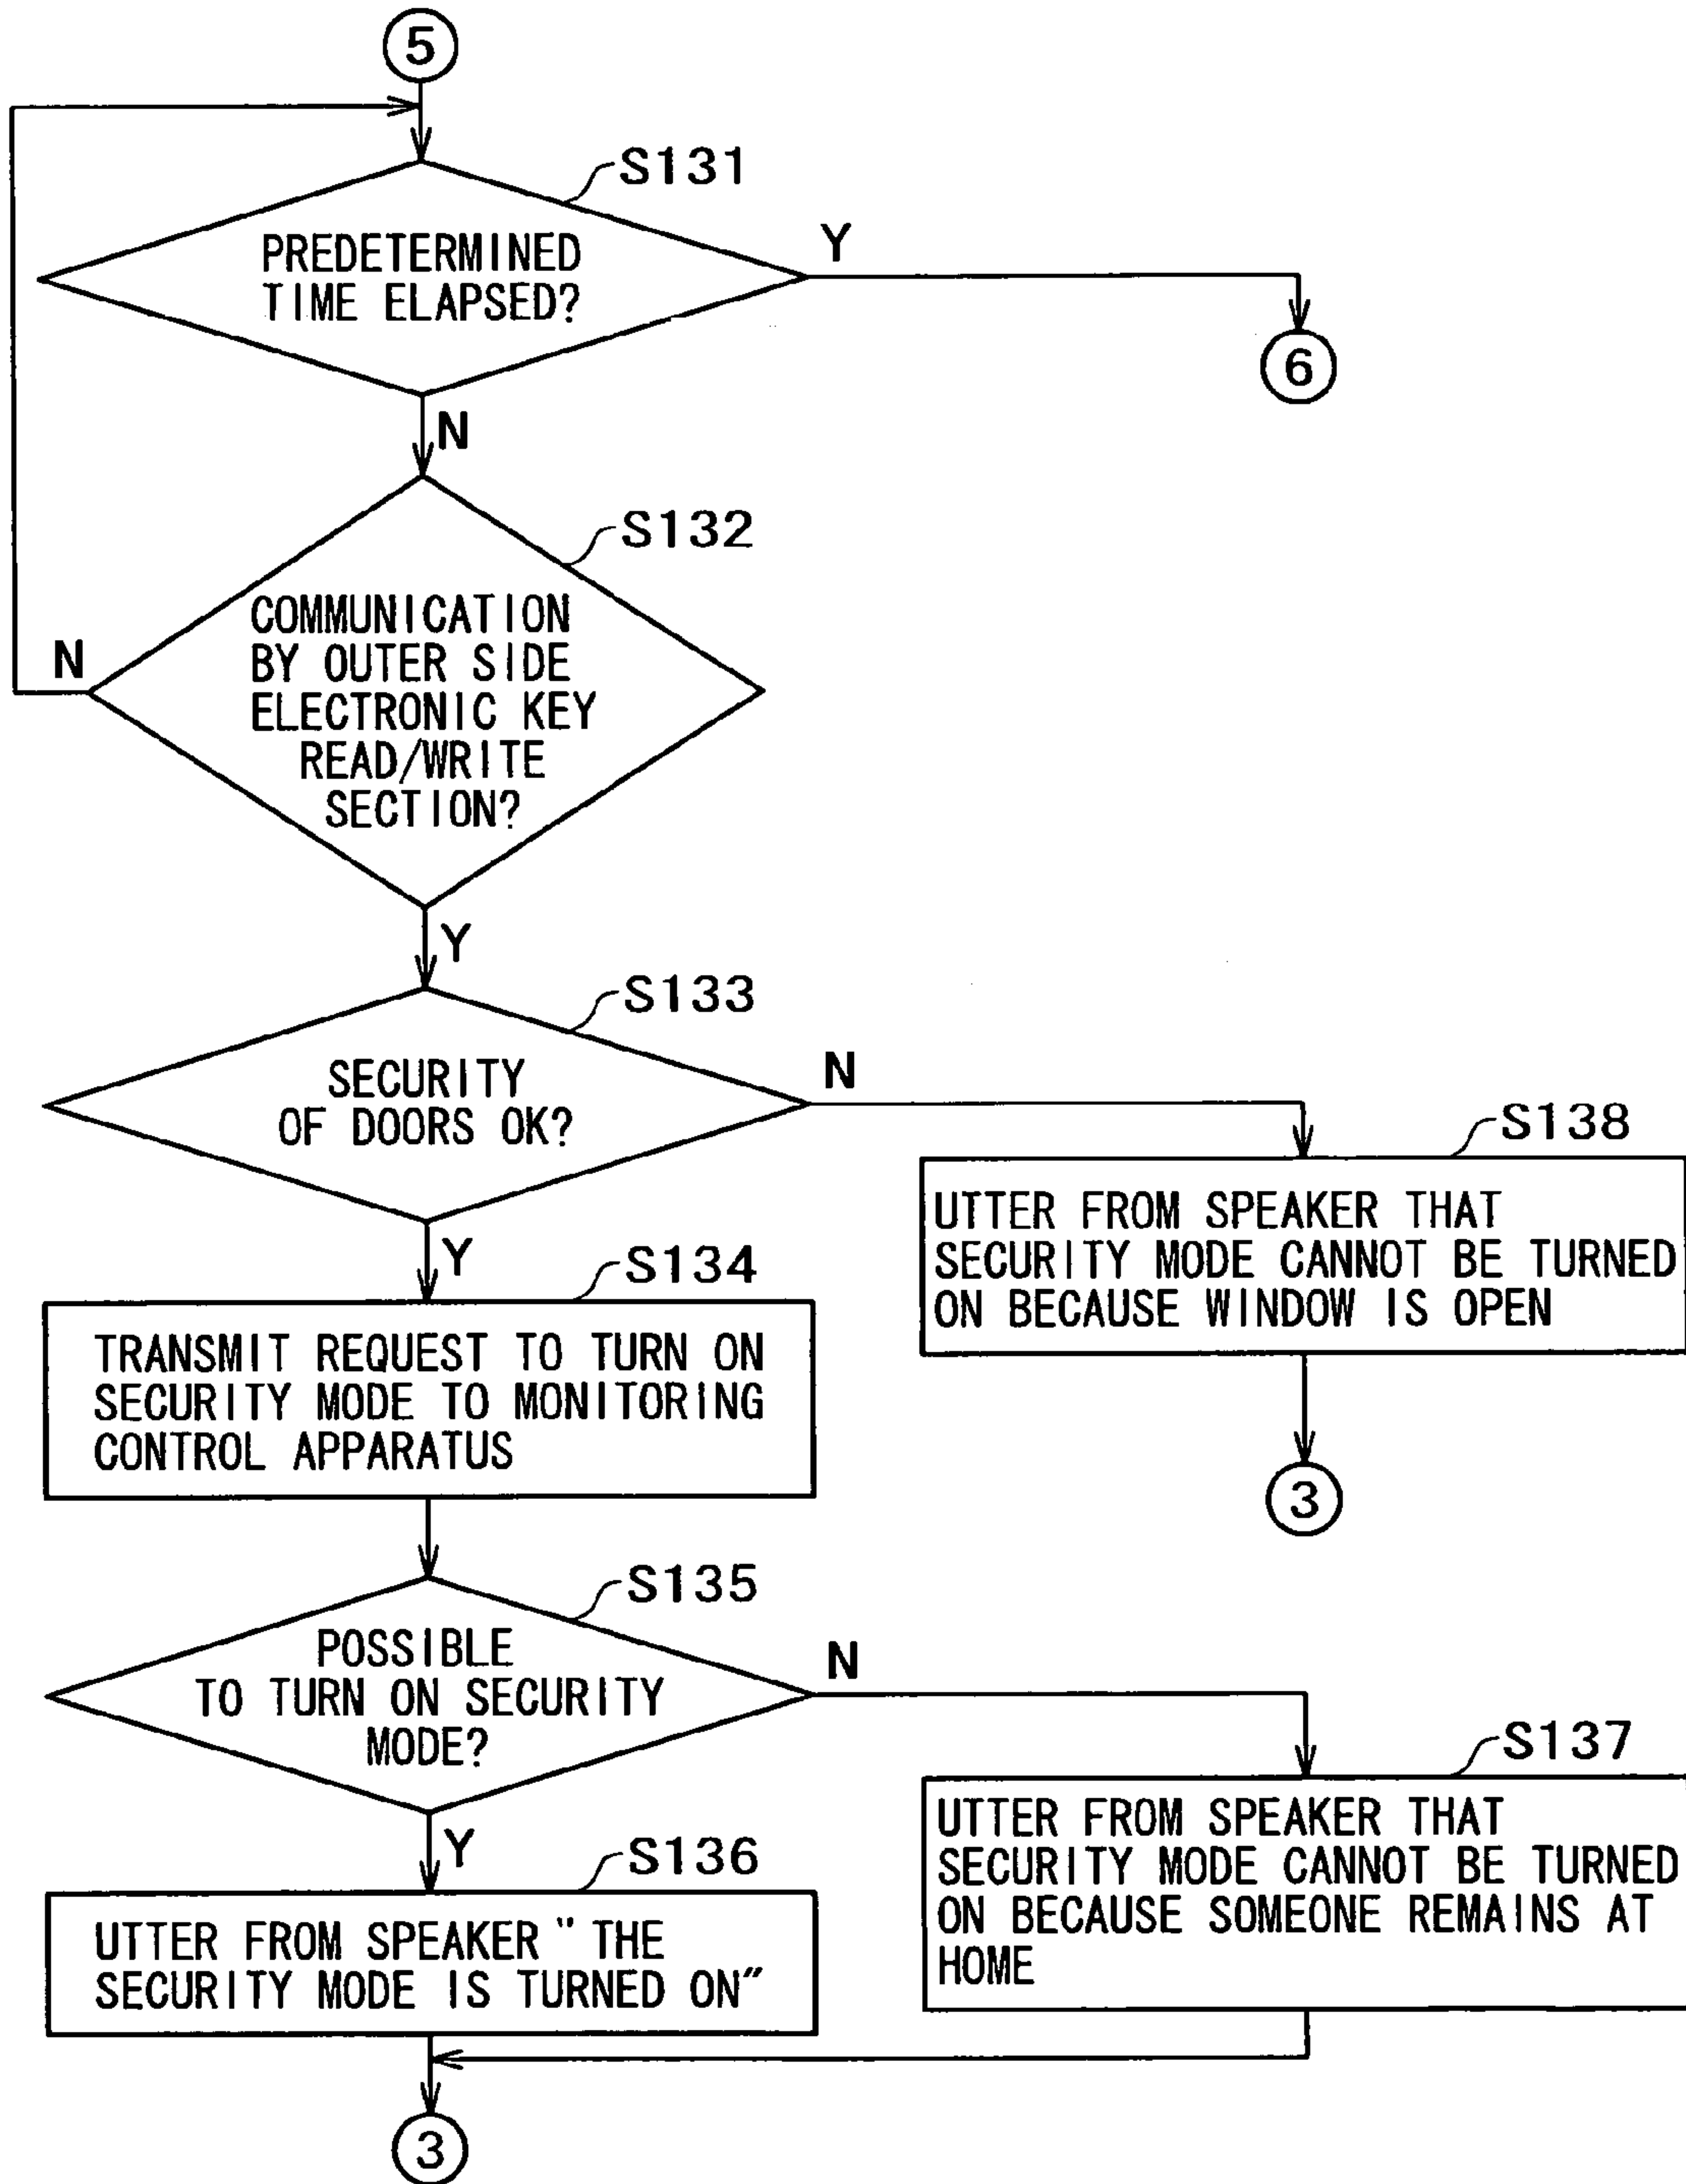 5
S131
PREDETERMINED
TIME ELAPSED?
Y
6
N
S132
COMMUNICATION
BY OUTER SIDE
ELECTRONIC KEY
READ/WRITE
SECTION?
N
Y
S133
SECURITY
OF DOORS OK?
N
S138
UTTER FROM SPEAKER THAT
SECURITY MODE CANNOT BE TURNED
ON BECAUSE WINDOW IS OPEN
3
Y
S134
TRANSMIT REQUEST TO TURN ON
SECURITY MODE TO MONITORING
CONTROL APPARATUS
S135
POSSIBLE
TO TURN ON SECURITY
MODE?
N
S137
UTTER FROM SPEAKER THAT
SECURITY MODE CANNOT BE TURNED
ON BECAUSE SOMEONE REMAINS AT
HOME
Y
S136
UTTER FROM SPEAKER "THE
SECURITY MODE IS TURNED ON"
3